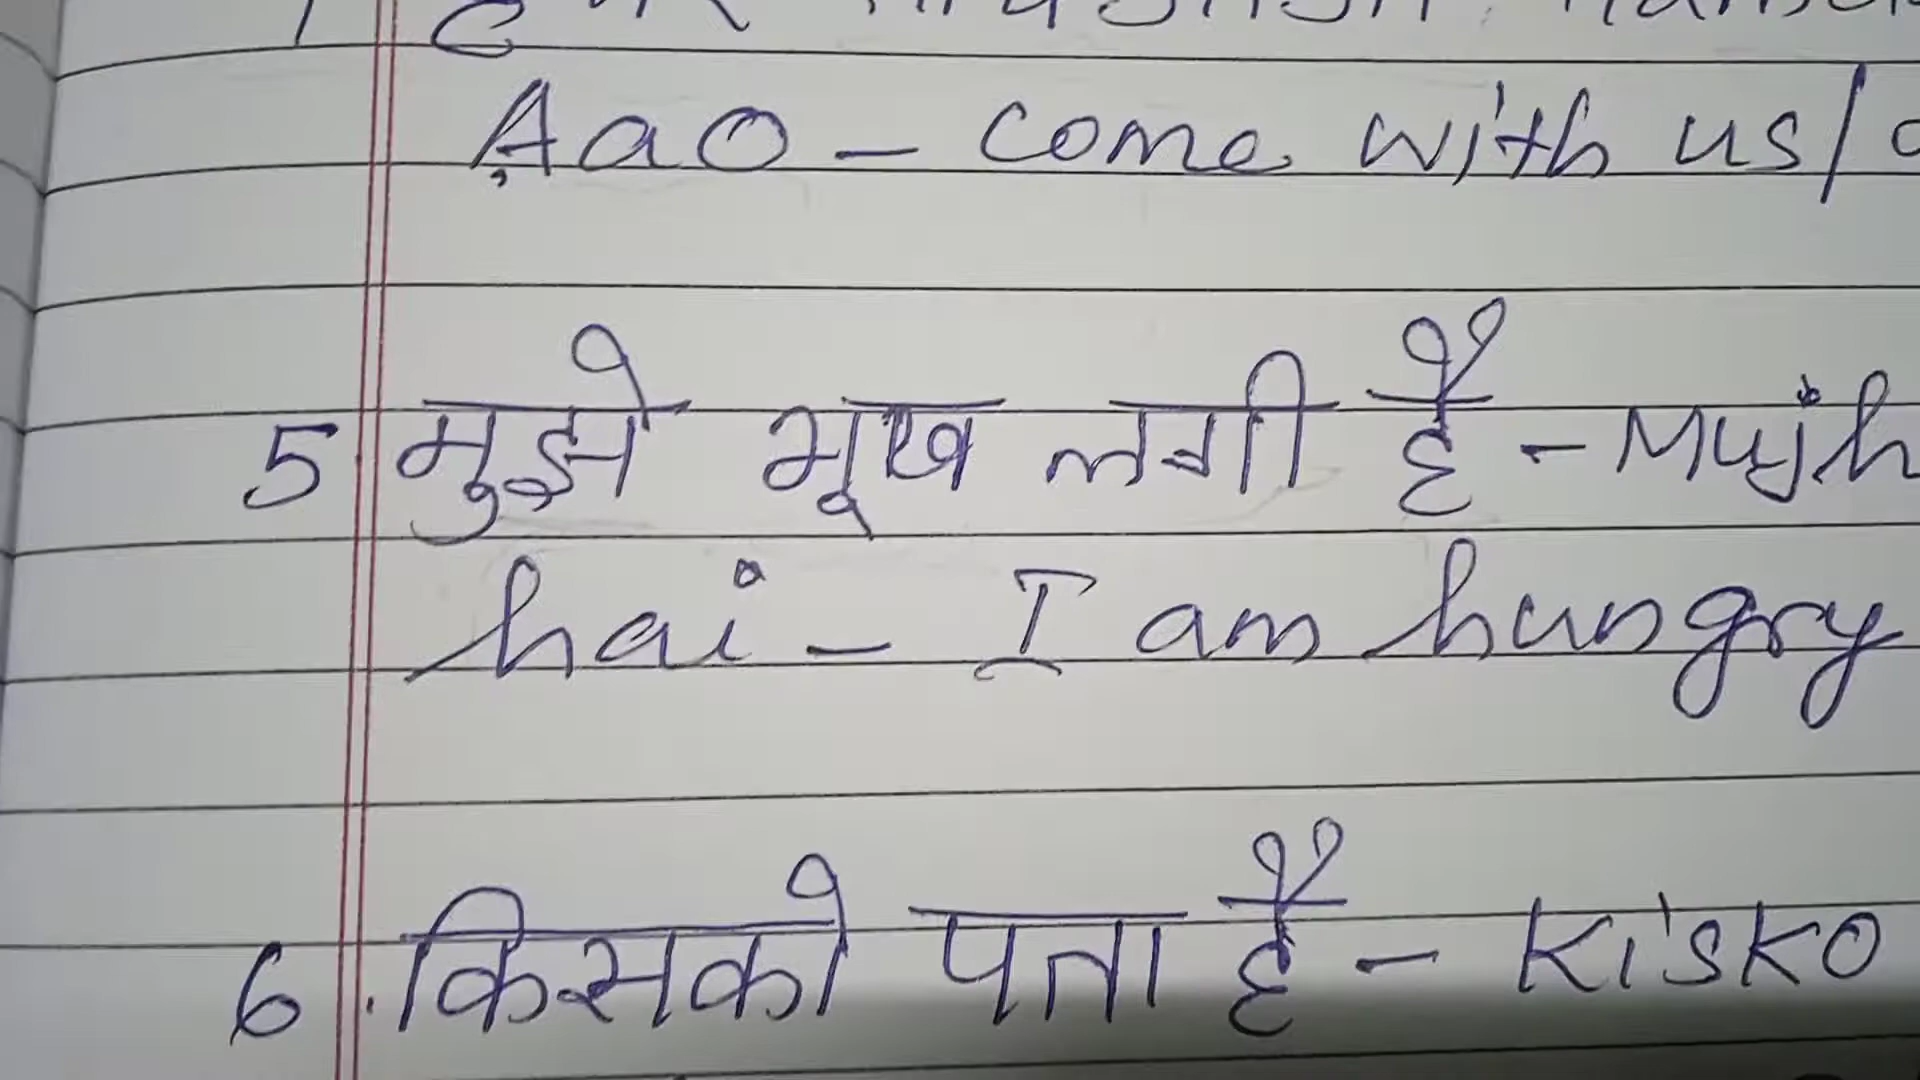 Aao - come with us/
5. मुझे भूख लगी है - Mujh
hai - I am hungry
6. किसको पता है - Kisko